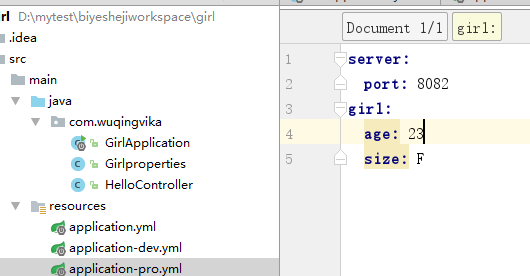 rl D:\mytest\biyeshejiworkspace\girl
.idea
src
main
java
com.wuqingvika
GirlApplication
Girlproperties
HelloController
resources
application.yml
application-dev.yml
application-pro.yml
Document 1/1
girl:
1 server:
2 port: 8082
3 girl:
4 age: 23
5 size: F